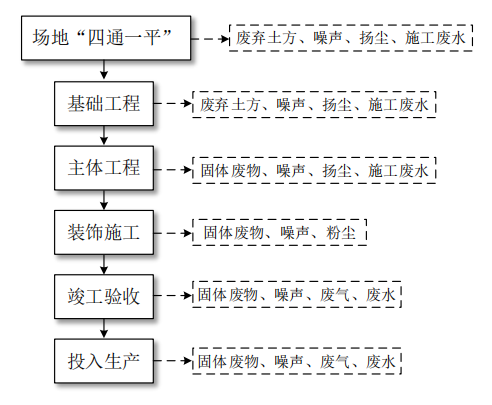 场地“四通一平”
废弃土方、噪声、扬尘、施工废水
基础工程
废弃土方、噪声、扬尘、施工废水
主体工程
固体废物、噪声、扬尘、施工废水
装饰施工
固体废物、噪声、粉尘
竣工验收
固体废物、噪声、废气、废水
投入生产
固体废物、噪声、废气、废水